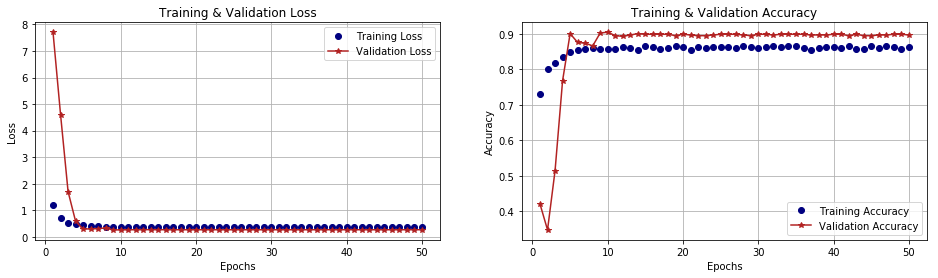 Training & Validation Loss
8
7
6
5
4
3
2
1
0
Loss
Training Loss
Validation Loss
0
10
20
30
40
50
Epochs
Training & Validation Accuracy
0.9
0.8
0.7
0.6
0.5
0.4
Accuracy
Training Accuracy
Validation Accuracy
0
10
20
30
40
50
Epochs